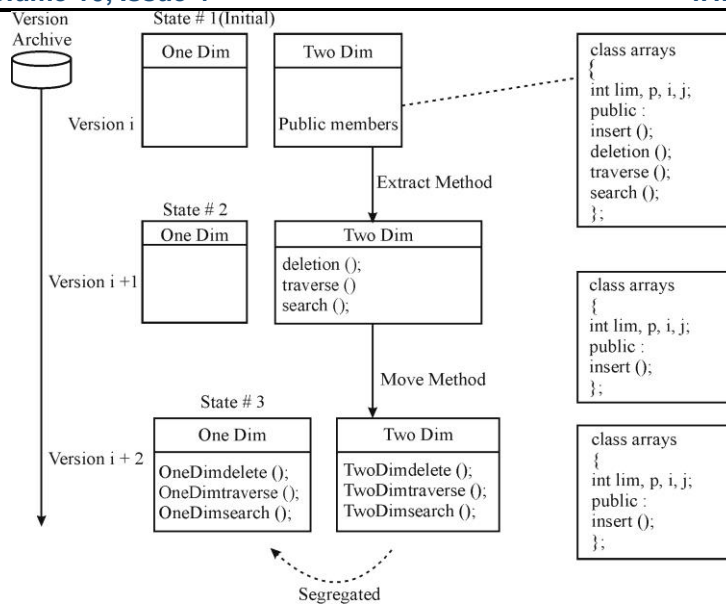 Version
Archive
State # 1(Initial)
One Dim
Two Dim
Version i
Public members
class arrays
{
int lim, p, i, j;
public :
insert ();
deletion ();
traverse ();
search ();
};
Extract Method
State # 2
One Dim
Two Dim
Version i +1
deletion ();
traverse ()
search ();
class arrays
{
int lim, p, i, j;
public :
insert ();
};
Move Method
State # 3
One Dim
Two Dim
Version i + 2
OneDimdelete ();
OneDimtraverse ();
OneDimsearch ();
TwoDimdelete ();
TwoDimtraverse ();
TwoDimsearch ();
class arrays
{
int lim, p, i, j;
public :
insert ();
};
Segregated